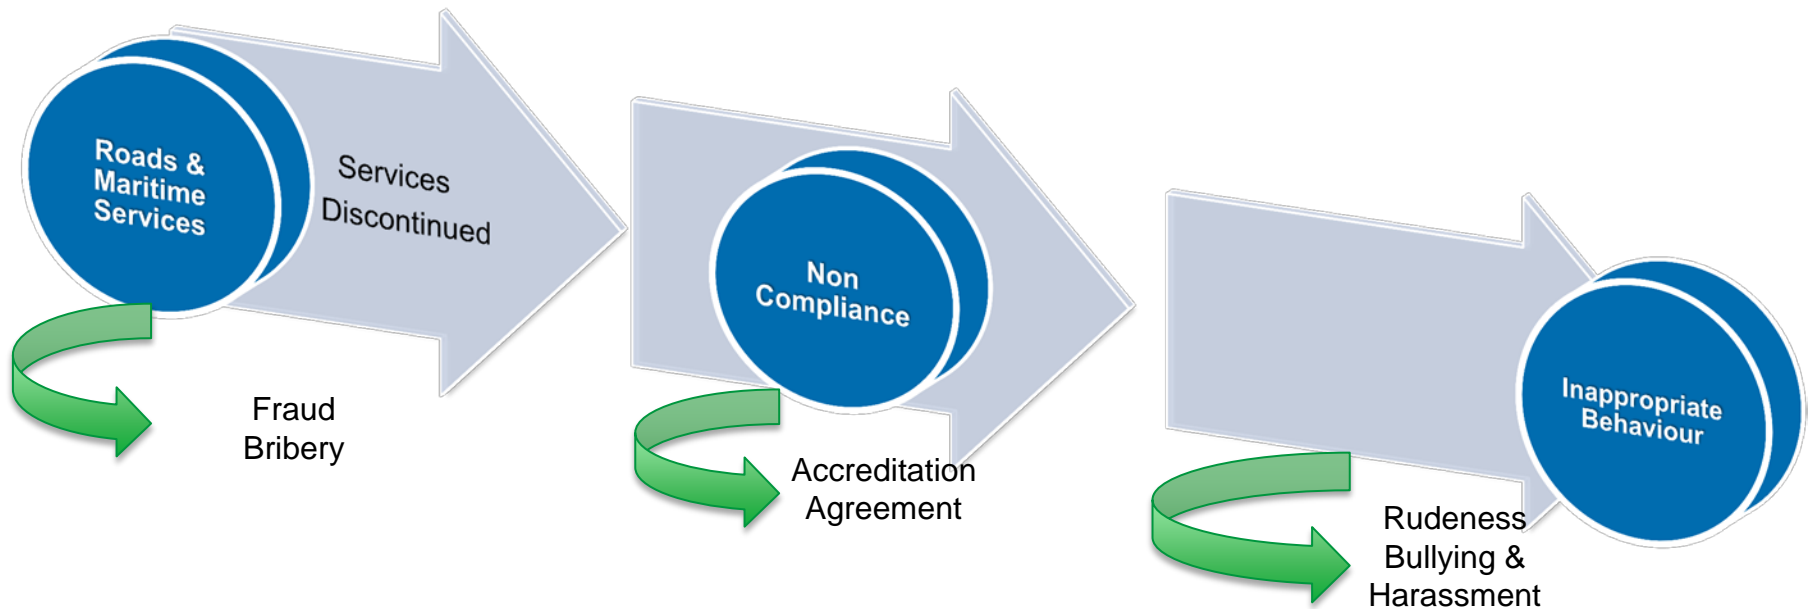 Roads &
Maritime
Services
Services
Discontinued
Fraud
Bribery
Non
Compliance
Accreditation
Agreement
Inappropriate
Behaviour
Rudeness
Bullying &
Harassment